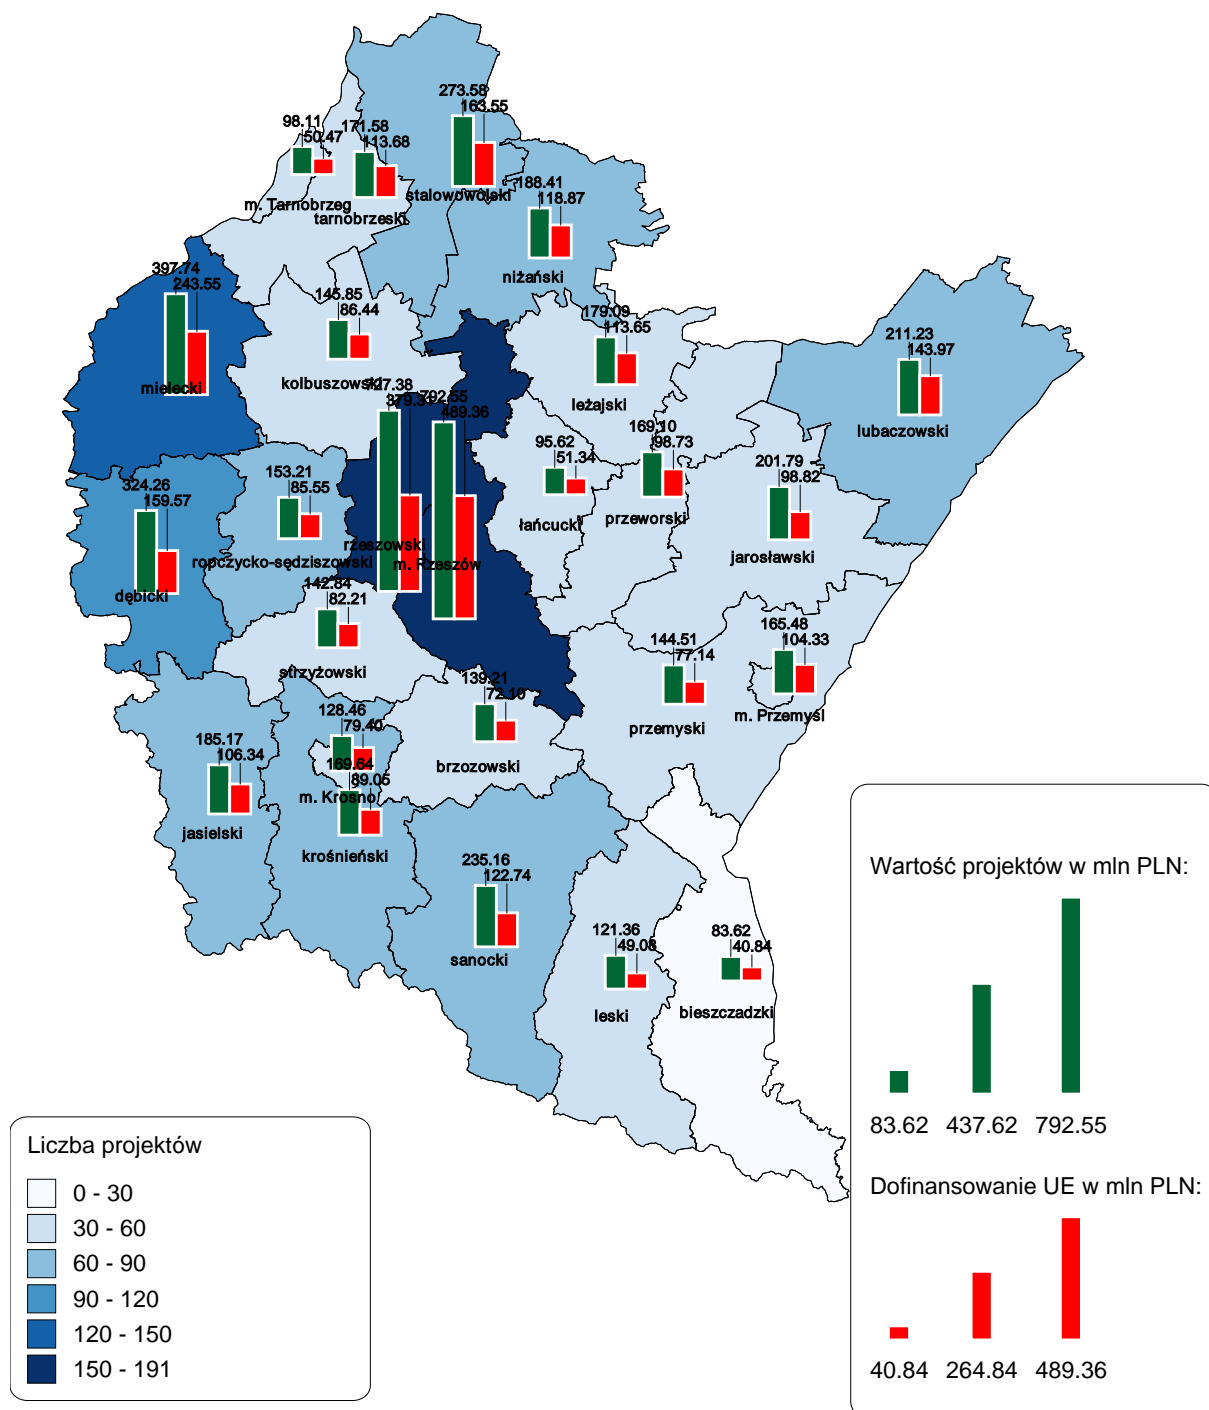 273.58
163.55
98.11
50.47
171.58
113.68
stalowowolski
m. Tarnobrzeg
tarnobrzeski
188.41
118.87
niżański
397.74
243.55
mielecki
145.85
86.44
kolbuszowski
179.09
113.65
leżajski
211.23
143.97
lubaczowski
727.38
792.55
489.36
rzeszowski
m. Rzeszów
95.62
51.34
łańcucki
169.10
98.73
przeworski
201.79
98.82
jarosławski
324.26
159.57
dębicki
153.21
85.55
ropczycko-sędziszowski
142.84
82.21
strzyżowski
144.51
77.14
przemyski
165.48
104.33
m. Przemyśl
139.21
72.10
brzozowski
128.46
79.40
m. Krosno
169.64
89.05
krośnieński
185.17
106.34
jasielski
235.16
122.74
sanocki
121.36
49.08
leski
83.62
40.84
bieszczadzki
Wartość projektów w mln PLN:
83.62 437.62 792.55
Dofinansowanie UE w mln PLN:
40.84 264.84 489.36
Liczba projektów
0 - 30
30 - 60
60 - 90
90 - 120
120 - 150
150 - 191